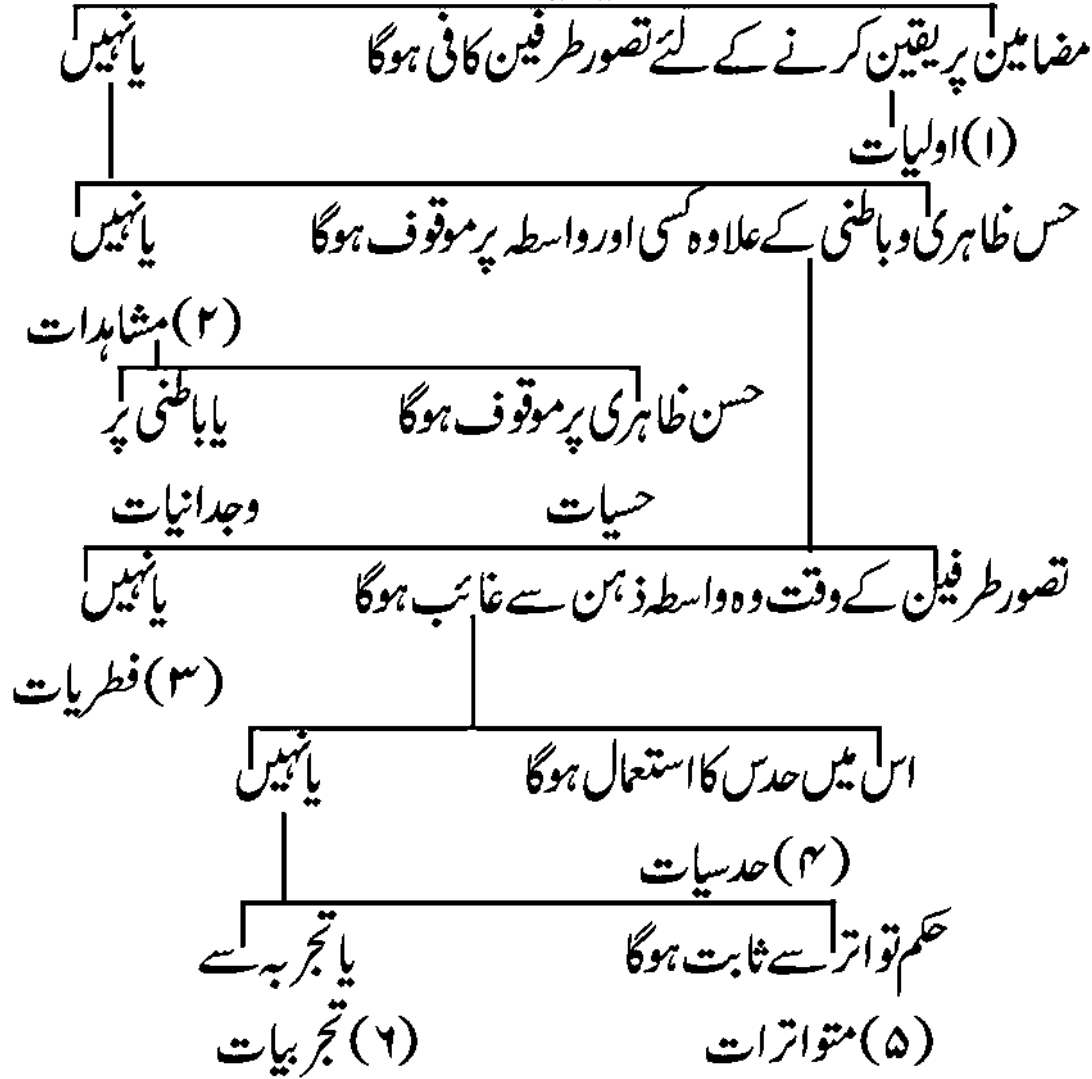 مضامین پر یقین کرنے کے لئے تصور طرفین کافی ہوگا یا نہیں
(۱) اولیات
حس ظاہری و باطنی کے علاوہ کسی اور واسطہ پر موقوف ہوگا یا نہیں
(۲) مشاہدات
حسن ظاہری پر موقوف ہوگا یا باطنی پر
حسیات وجدانیات
تصور طرفین کے وقت وہ واسطہ ذہن سے غائب ہوگا یا نہیں
(۳) فطریات
اس میں حدس کا استعمال ہوگا یا نہیں
(۴) حدسیات
حکم تواتر سے ثابت ہوگا یا تجربہ سے
(۵) متواترات (۶) تجربیات